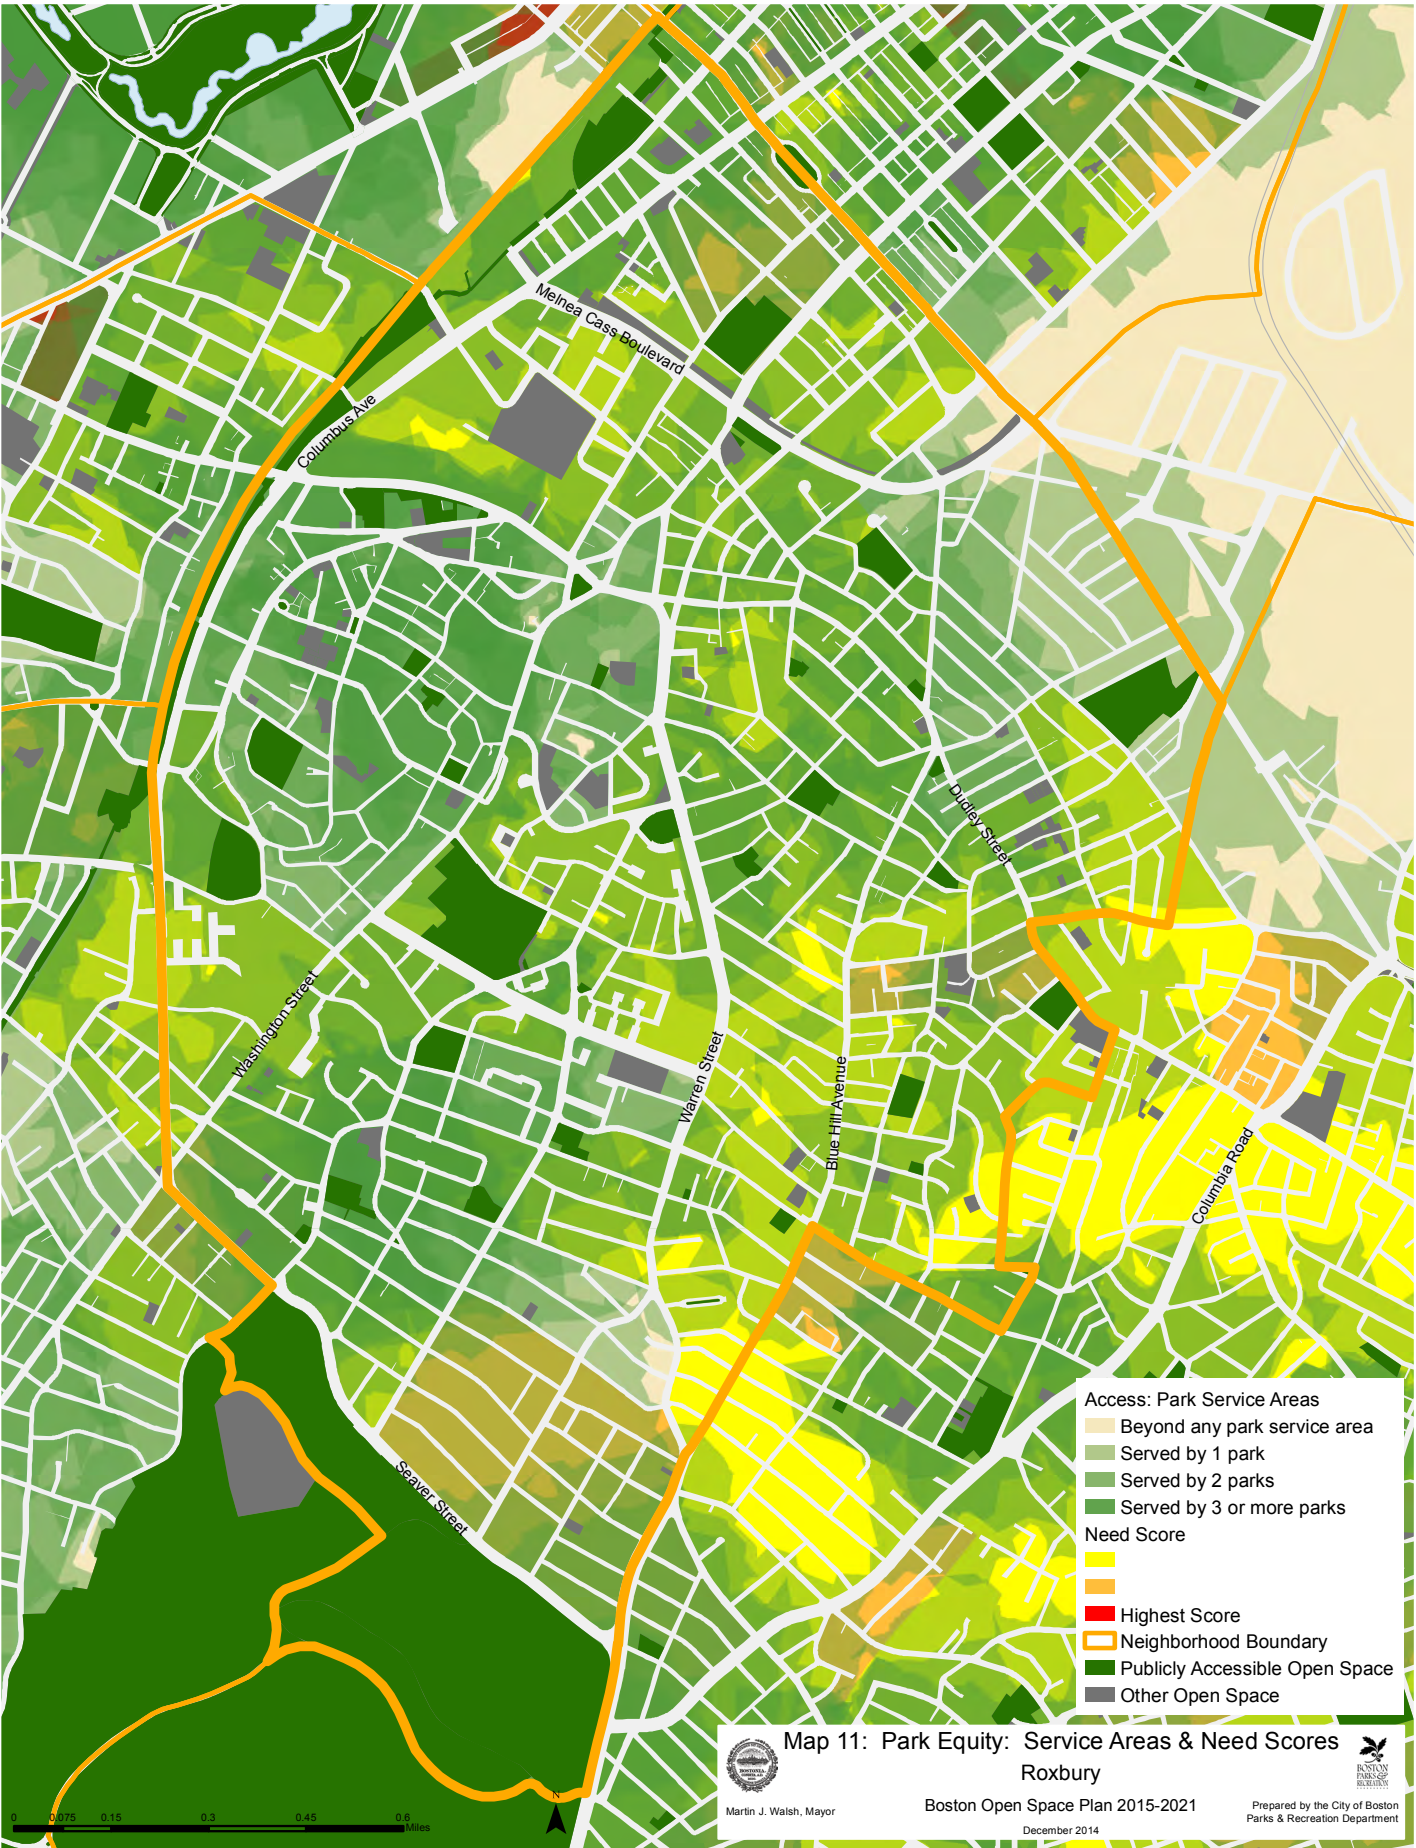 Melnea Cass Boulevard
Columbus Ave
Dudley Street
Washington Street
Warren Street
Blue Hill Avenue
Columbia Road
Seaver Street
Access: Park Service Areas
Beyond any park service area
Served by 1 park
Served by 2 parks
Served by 3 or more parks
Need Score
Highest Score
Neighborhood Boundary
Publicly Accessible Open Space
Other Open Space
Map 11: Park Equity: Service Areas & Need Scores
Roxbury
Boston Open Space Plan 2015-2021
December 2014
Martin J. Walsh, Mayor
BOSTON
PARKS &
RECREATION
Prepared by the City of Boston
Parks & Recreation Department
N
0 0.075 0.15 0.3 0.45 0.6
Miles